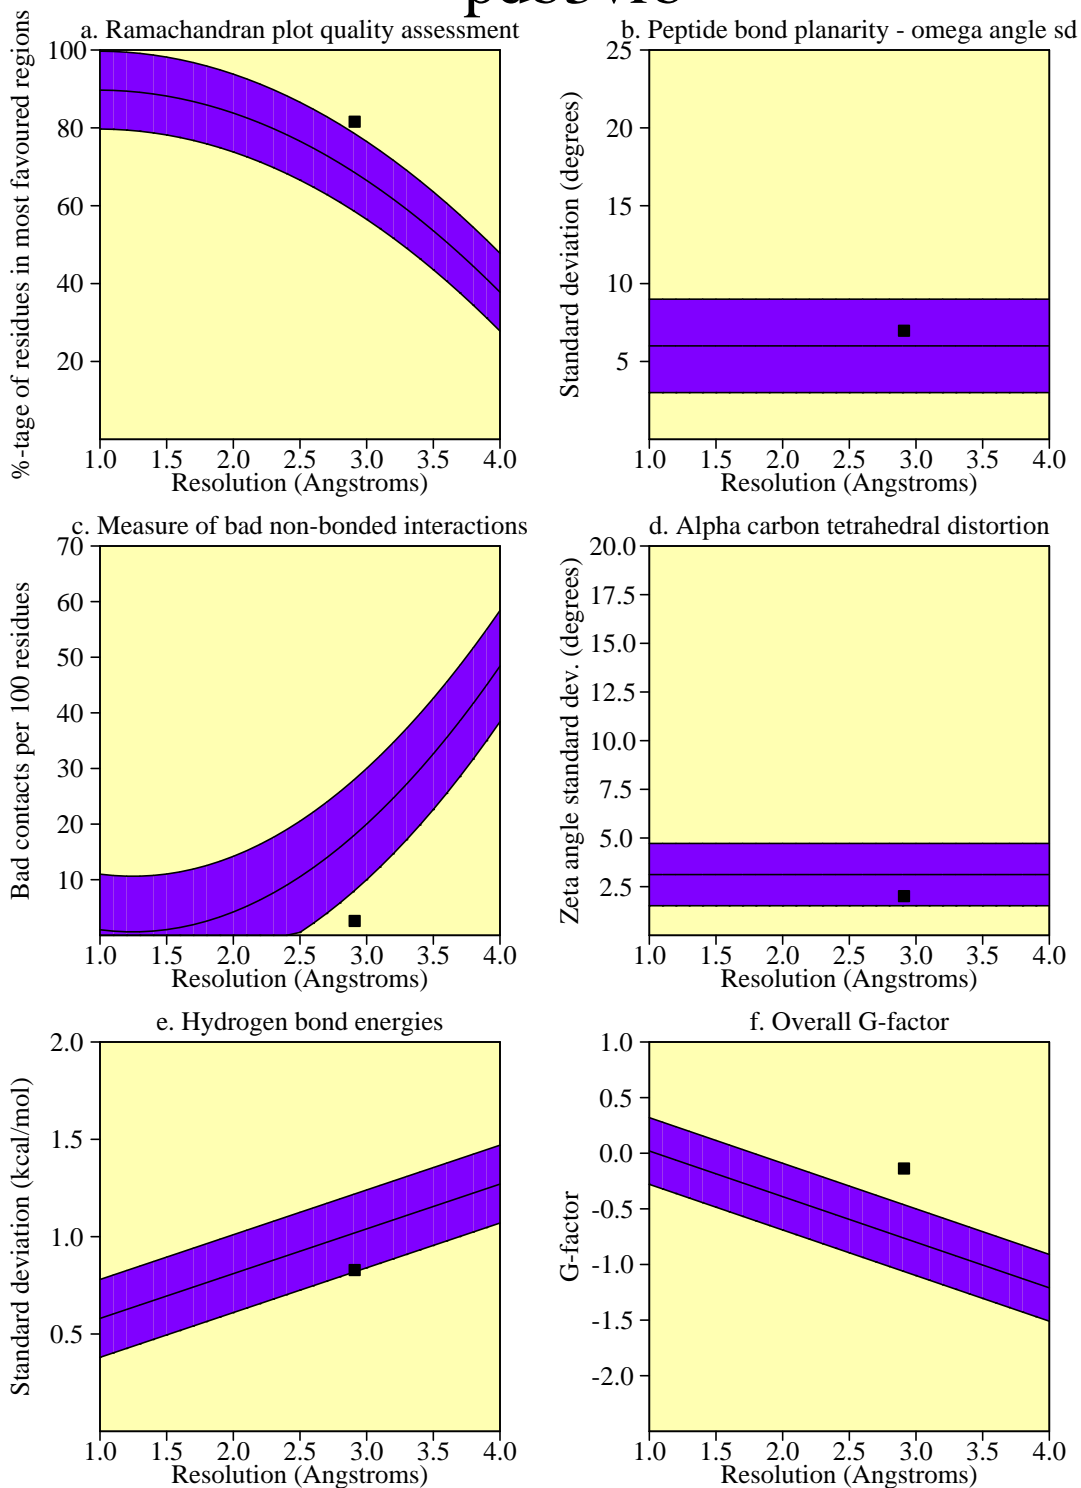 a. Ramachandran plot quality assessment
%-tage of residues in most favoured regions
100
80
60
40
20
1.0 1.5 2.0 2.5 3.0 3.5 4.0
Resolution (Angstroms)
b. Peptide bond planarity - omega angle sd
Standard deviation (degrees)
25
20
15
10
5
1.0 1.5 2.0 2.5 3.0 3.5 4.0
Resolution (Angstroms)
c. Measure of bad non-bonded interactions
Bad contacts per 100 residues
70
60
50
40
30
20
10
1.0 1.5 2.0 2.5 3.0 3.5 4.0
Resolution (Angstroms)
d. Alpha carbon tetrahedral distortion
Zeta angle standard dev. (degrees)
20.0
17.5
15.0
12.5
10.0
7.5
5.0
2.5
1.0 1.5 2.0 2.5 3.0 3.5 4.0
Resolution (Angstroms)
e. Hydrogen bond energies
Standard deviation (kcal/mol)
2.0
1.5
1.0
0.5
1.0 1.5 2.0 2.5 3.0 3.5 4.0
Resolution (Angstroms)
f. Overall G-factor
G-factor
1.0
0.5
0.0
-0.5
-1.0
-1.5
-2.0
1.0 1.5 2.0 2.5 3.0 3.5 4.0
Resolution (Angstroms)